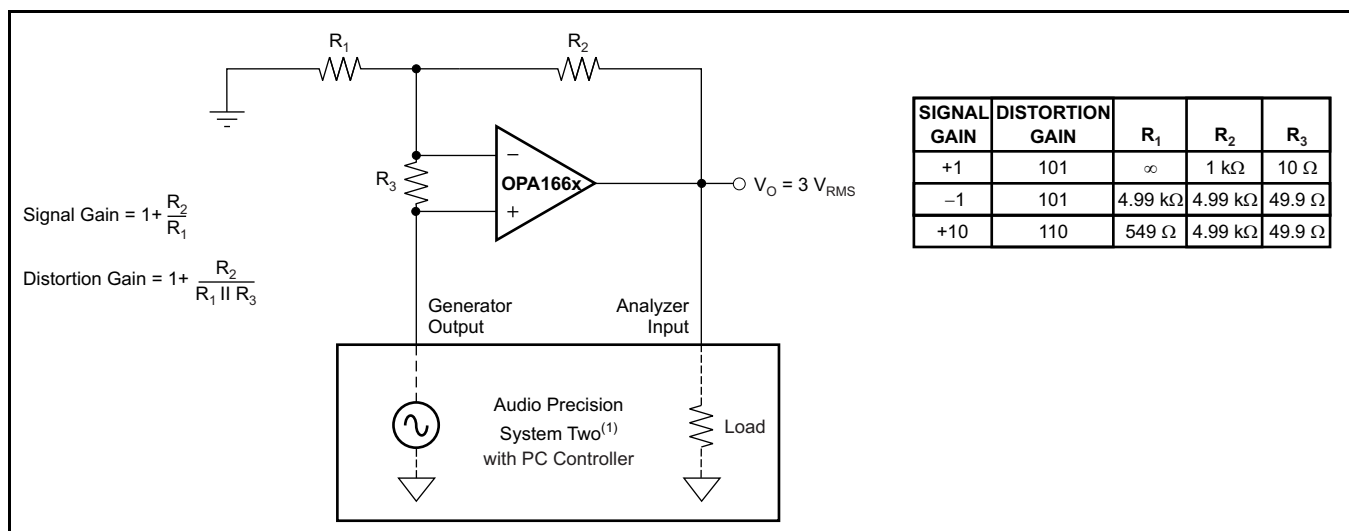 R1
R2
R3
−
OPA166x
+
VO = 3 VRMS
Signal Gain = 1+ R2/R1
Distortion Gain = 1+ R2/(R1 II R3)
Generator
Output
Analyzer
Input
Audio Precision
System Two(1)
with PC Controller
Load
SIGNAL GAIN DISTORTION GAIN R1 R2 R3
+1 101 ∞ 1 kΩ 10 Ω
−1 101 4.99 kΩ 4.99 kΩ 49.9 Ω
+10 110 549 Ω 4.99 kΩ 49.9 Ω